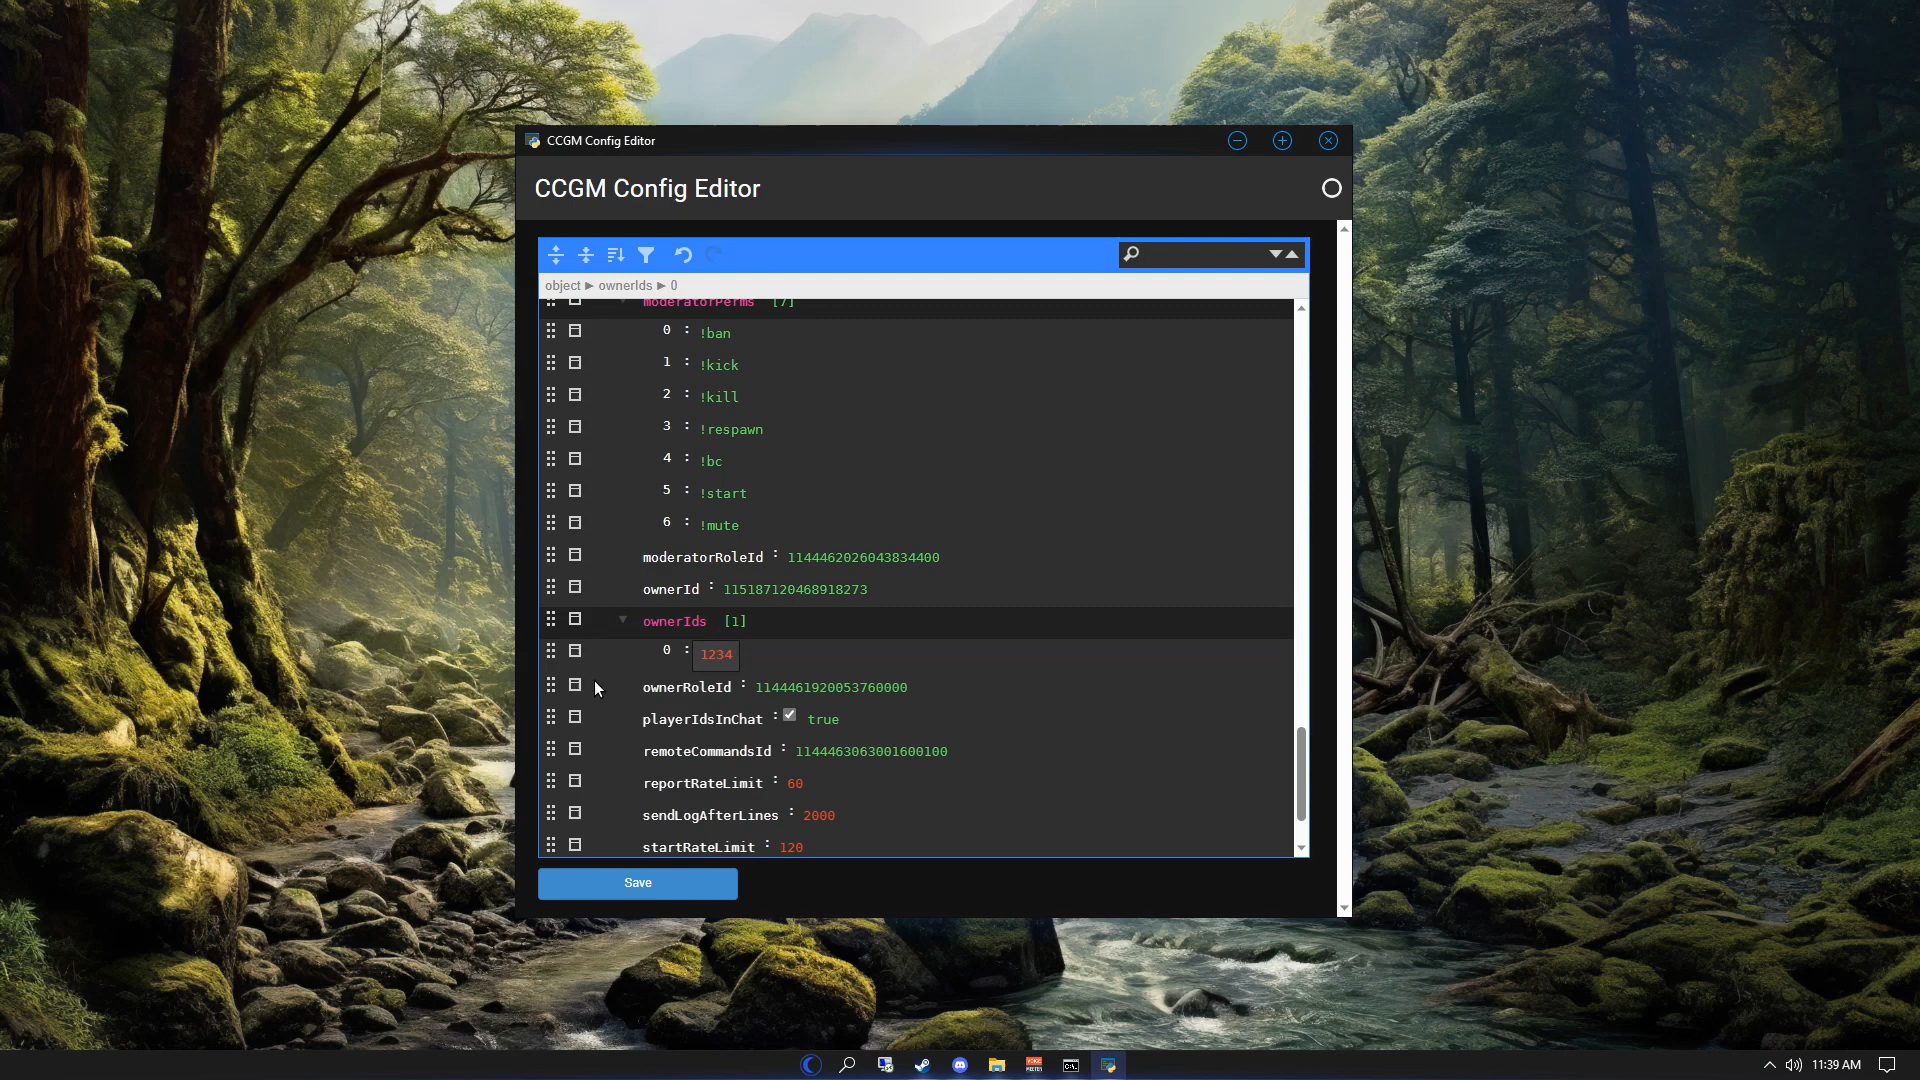 CCGM Config Editor
CCGM Config Editor
object ▶ ownerIds ▶ 0
moderatorPerms [7]
0 : !ban
1 : !kick
2 : !kill
3 : !respawn
4 : !bc
5 : !start
6 : !mute
moderatorRoleId : 1144462026043834400
ownerId : 115187120468918273
ownerIds [1]
0 : 1234
ownerRoleId : 1144461920053760000
playerIdsInChat : true
remoteCommandsId : 1144463063001600100
reportRateLimit : 60
sendLogAfterLines : 2000
startRateLimit : 120
Save
11:39 AM